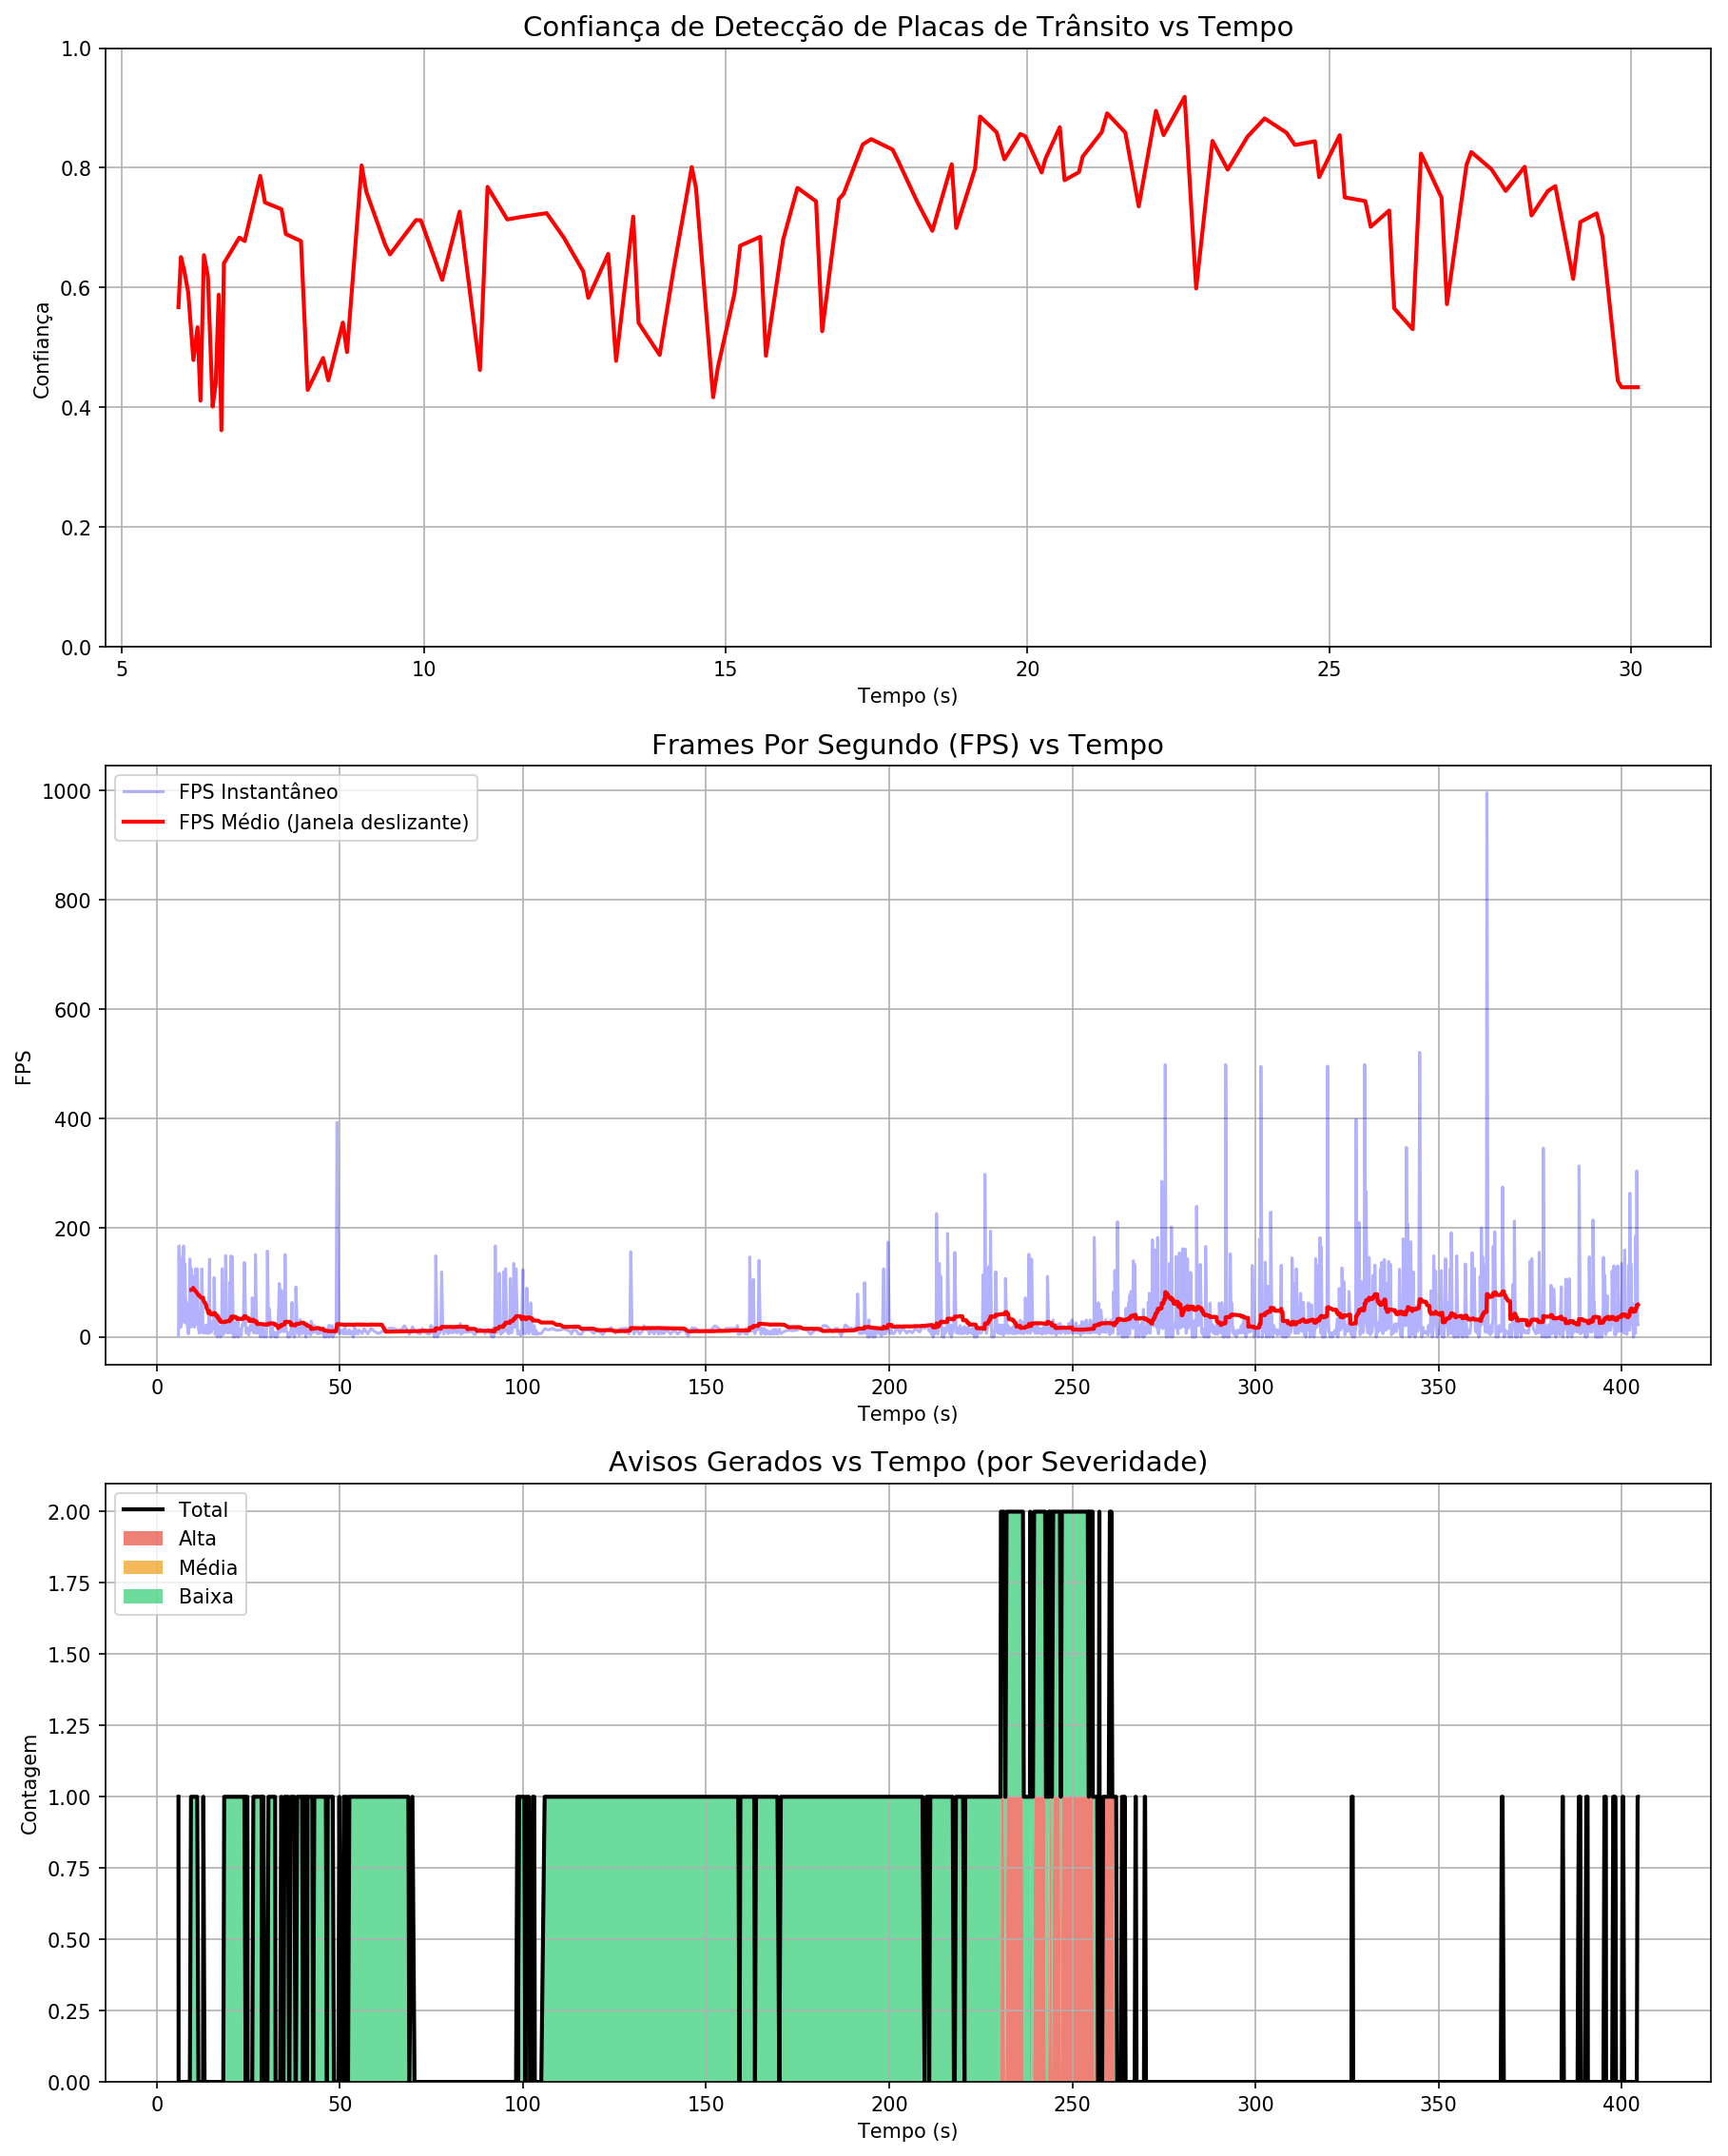 Confiança de Detecção de Placas de Trânsito vs Tempo
1.0
0.8
0.6
0.4
0.2
0.0
Confiança
5 10 15 20 25 30
Tempo (s)
Frames Por Segundo (FPS) vs Tempo
FPS Instantâneo
FPS Médio (Janela deslizante)
1000
800
600
400
200
0
FPS
0 50 100 150 200 250 300 350 400
Tempo (s)
Avisos Gerados vs Tempo (por Severidade)
Total
Alta
Média
Baixa
2.00
1.75
1.50
1.25
1.00
0.75
0.50
0.25
0.00
Contagem
0 50 100 150 200 250 300 350 400
Tempo (s)